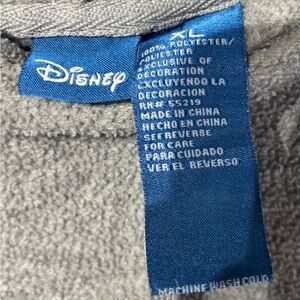 Disney
XL
100% POLYESTER/
POLIESTER
EXCLUSIVE OF
DECORATION
EXCLUYENDO LA
DECORACION
RN# 55219
MADE IN CHINA
HECHO EN CHINA
SEE REVERSE
FOR CARE
PARA CUIDADO
VER EL REVERSO
MACHINE WASH COLD